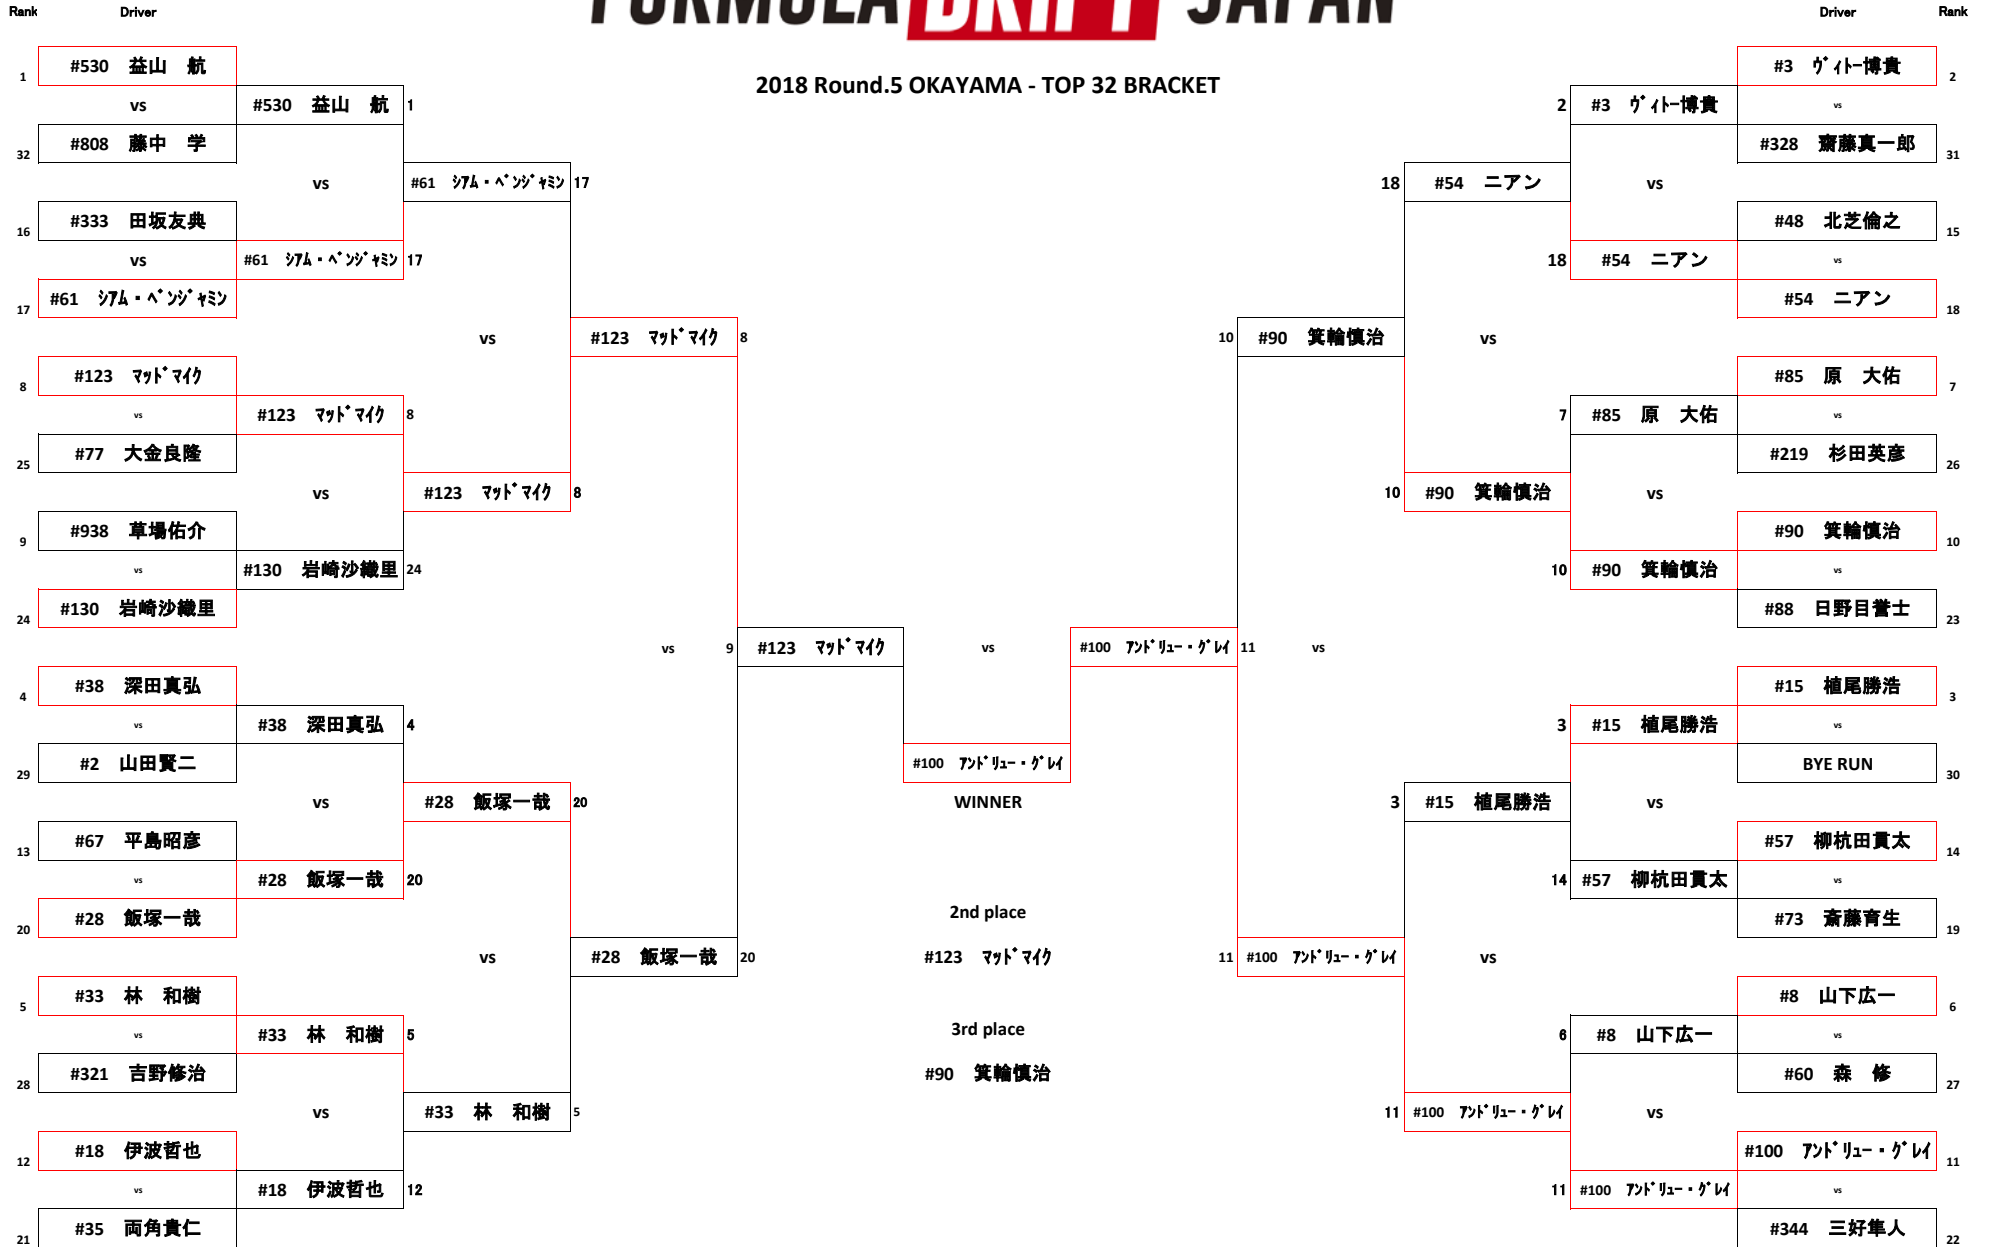 FORMULA DRIFT JAPAN
2018 Round.5 OKAYAMA - TOP 32 BRACKET
Rank Driver
1 #530 益山 航
vs
32 #808 藤中 学
16 #333 田坂友典
vs
17 #61 ｼｱﾑ・ﾍﾞﾝｼﾞｬﾐﾝ
8 #123 ﾏｯﾄﾞﾏｲｸ
vs
25 #77 大金良隆
9 #938 草場佑介
vs
24 #130 岩崎沙織里
4 #38 深田真弘
vs
29 #2 山田賢二
13 #67 平島昭彦
vs
20 #28 飯塚一哉
5 #33 林 和樹
vs
28 #321 吉野修治
12 #18 伊波哲也
vs
21 #35 両角貴仁
#530 益山 航 1
vs
#61 ｼｱﾑ・ﾍﾞﾝｼﾞｬﾐﾝ 17
#123 ﾏｯﾄﾞﾏｲｸ 8
vs
#130 岩崎沙織里 24
#38 深田真弘 4
vs
#28 飯塚一哉 20
#33 林 和樹 5
vs
#18 伊波哲也 12
#61 ｼｱﾑ・ﾍﾞﾝｼﾞｬﾐﾝ 17
vs
#123 ﾏｯﾄﾞﾏｲｸ 8
#28 飯塚一哉 20
vs
#33 林 和樹 5
#123 ﾏｯﾄﾞﾏｲｸ 8
vs
#28 飯塚一哉 20
9 #123 ﾏｯﾄﾞﾏｲｸ
vs
#100 ｱﾝﾄﾞﾘｭｰ・ｸﾞﾚｲ 11
#100 ｱﾝﾄﾞﾘｭｰ・ｸﾞﾚｲ
WINNER
2nd place
#123 ﾏｯﾄﾞﾏｲｸ
3rd place
#90 箕輪慎治
10 #90 箕輪慎治
vs
11 #100 ｱﾝﾄﾞﾘｭｰ・ｸﾞﾚｲ
18 #54 ニアン
vs
10 #90 箕輪慎治
3 #15 植尾勝浩
vs
11 #100 ｱﾝﾄﾞﾘｭｰ・ｸﾞﾚｲ
2 #3 ｳﾞｨﾄｰ博貴
vs
18 #54 ニアン
7 #85 原 大佑
vs
10 #90 箕輪慎治
3 #15 植尾勝浩
vs
14 #57 柳杭田貫太
6 #8 山下広一
vs
11 #100 ｱﾝﾄﾞﾘｭｰ・ｸﾞﾚｲ
Driver Rank
#3 ｳﾞｨﾄｰ博貴 2
vs
#328 齋藤真一郎 31
#48 北芝倫之 15
vs
#54 ニアン 18
#85 原 大佑 7
vs
#219 杉田英彦 26
#90 箕輪慎治 10
vs
#88 日野目誉士 23
#15 植尾勝浩 3
vs
BYE RUN 30
#57 柳杭田貫太 14
vs
#73 斎藤育生 19
#8 山下広一 6
vs
#60 森 修 27
#100 ｱﾝﾄﾞﾘｭｰ・ｸﾞﾚｲ 11
vs
#344 三好隼人 22